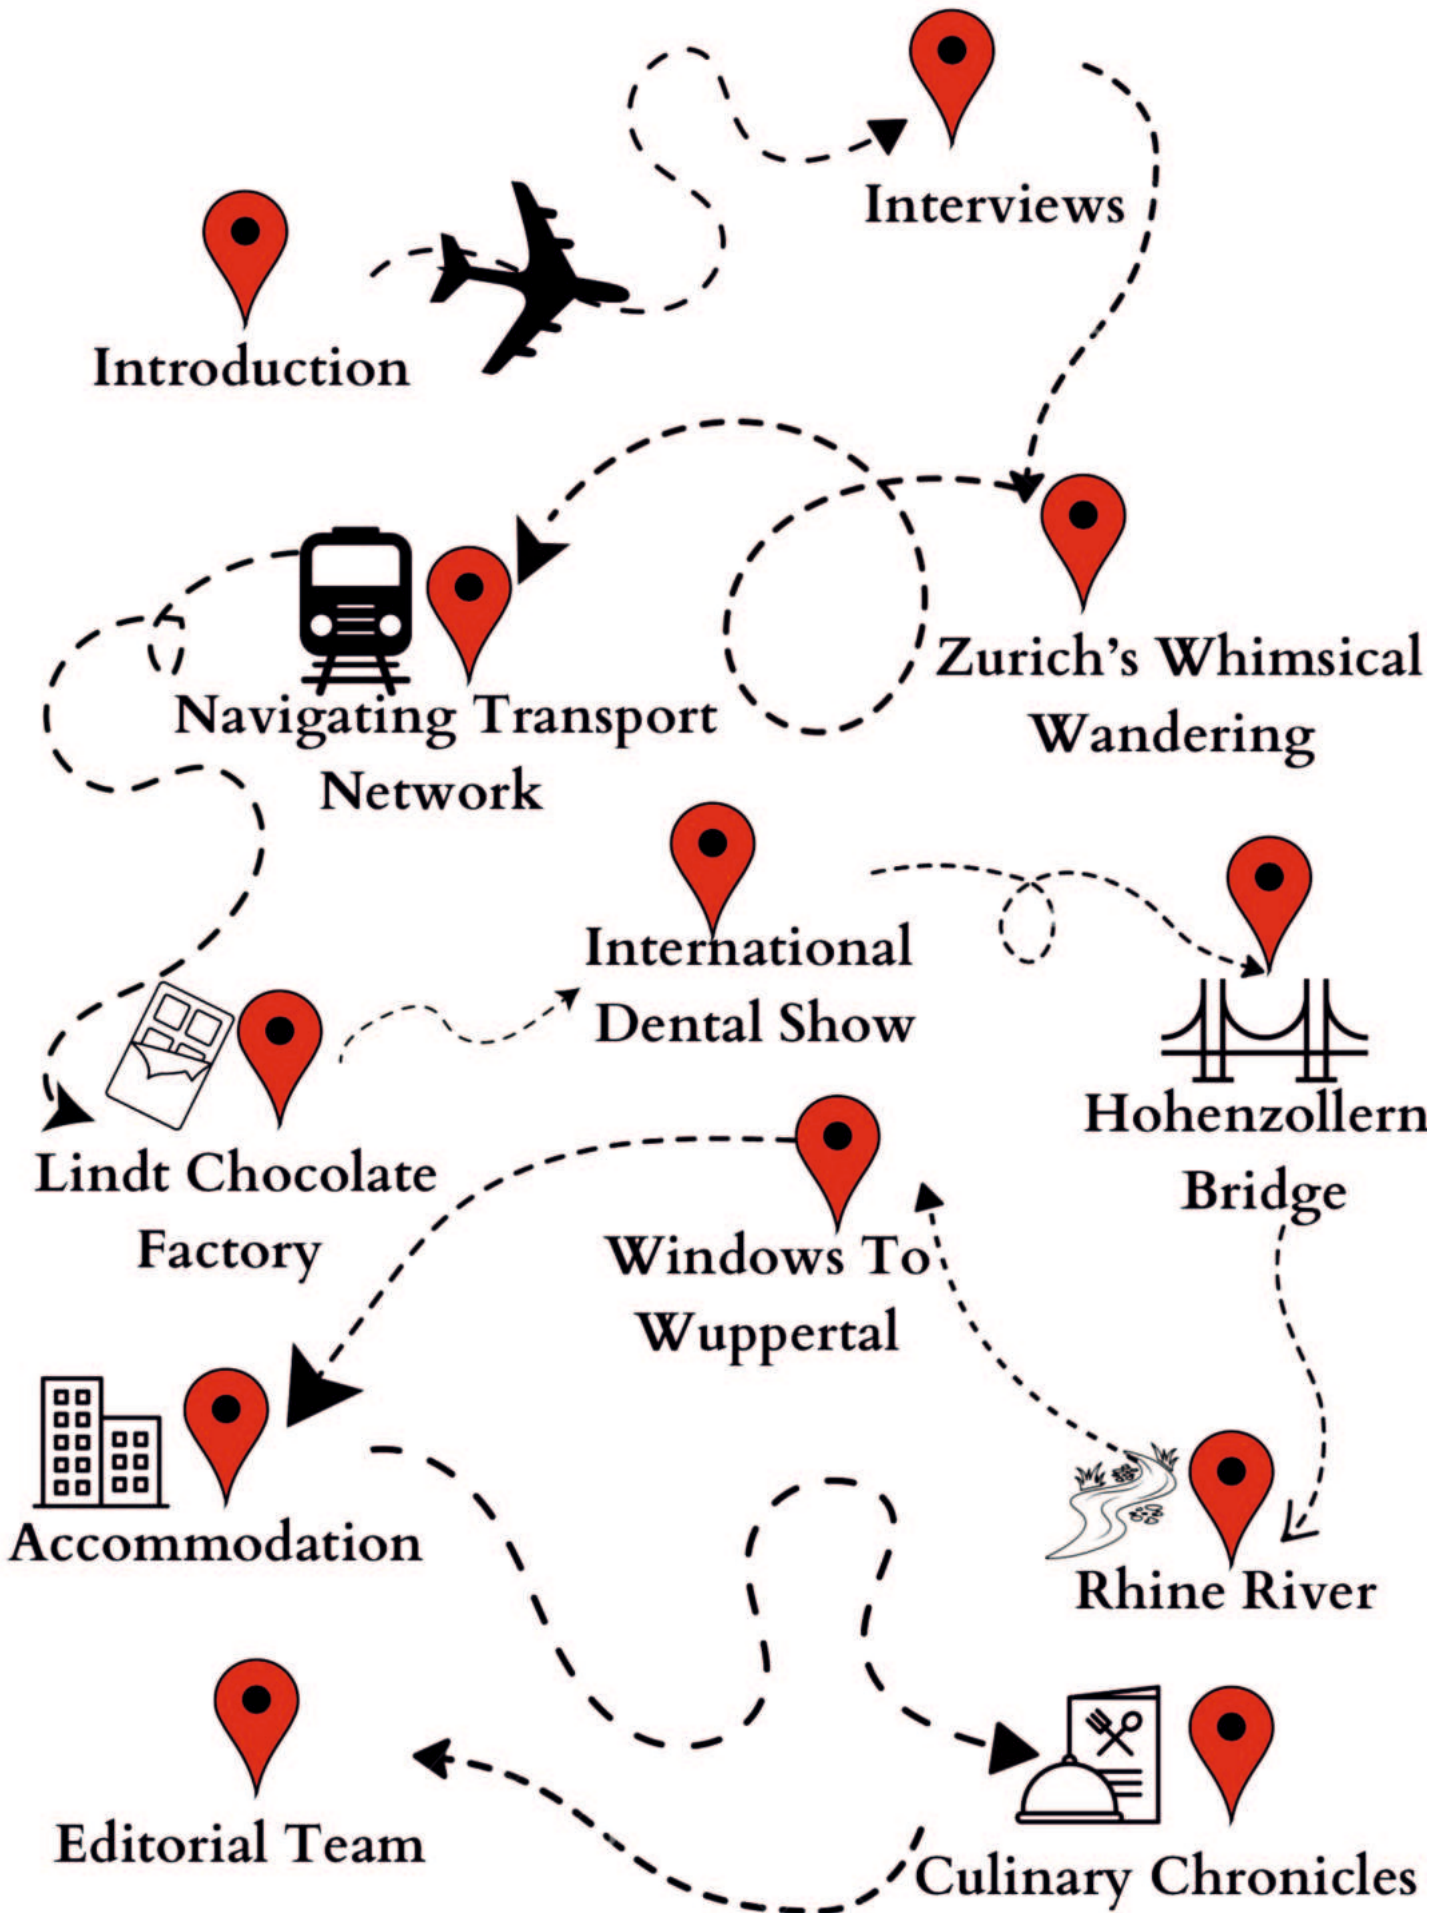 Interviews
Introduction
Zurich's Whimsical
Wandering
Navigating Transport
Network
International
Dental Show
Hohenzollern
Bridge
Lindt Chocolate
Factory
Windows To
Wuppertal
Accommodation
Rhine River
Editorial Team
Culinary Chronicles